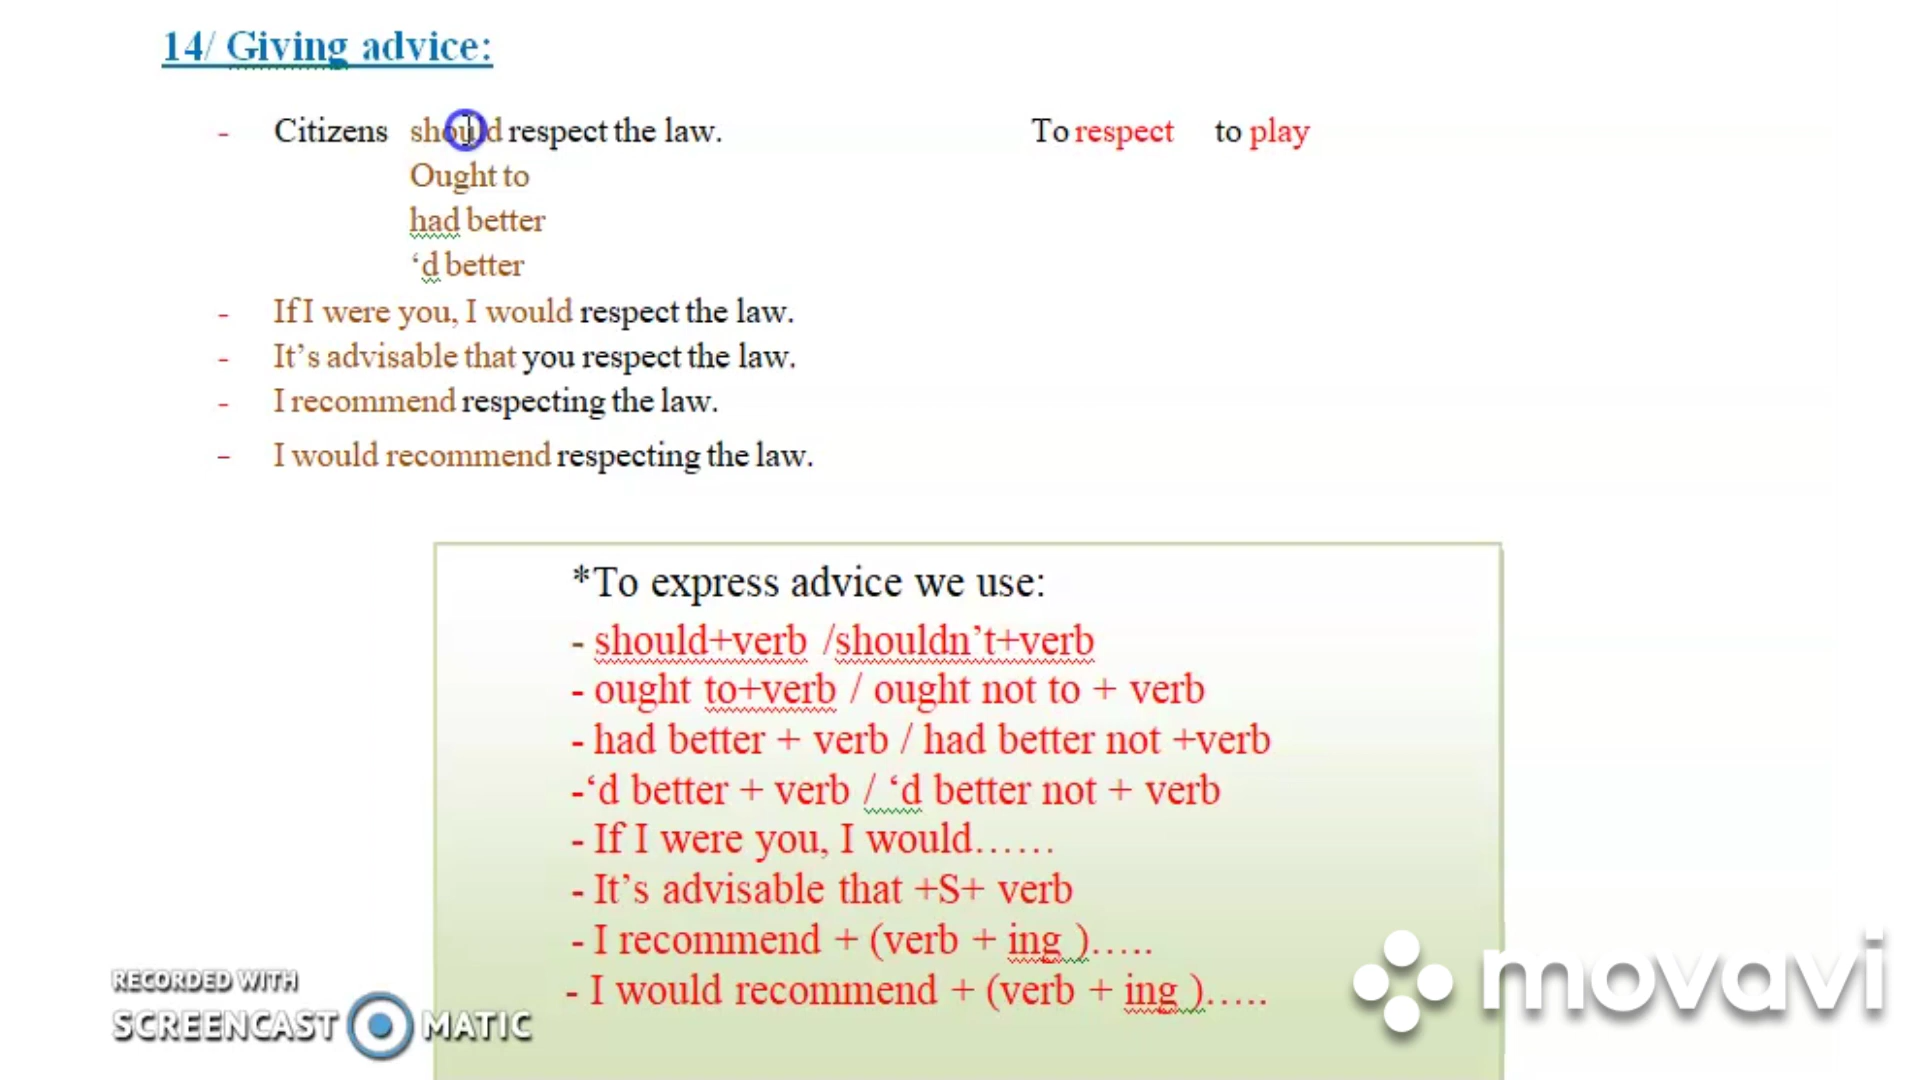 14/ Giving advice:
- Citizens should respect the law. To respect to play
Ought to
had better
‘d better
- If I were you, I would respect the law.
- It’s advisable that you respect the law.
- I recommend respecting the law.
- I would recommend respecting the law.
*To express advice we use:
- should+verb /shouldn’t+verb
- ought to+verb / ought not to + verb
- had better + verb / had better not +verb
-‘d better + verb / ‘d better not + verb
- If I were you, I would……
- It’s advisable that +S+ verb
- I recommend + (verb + ing )…..
- I would recommend + (verb + ing )…..
RECORDED WITH
SCREENCAST MATIC
movavi